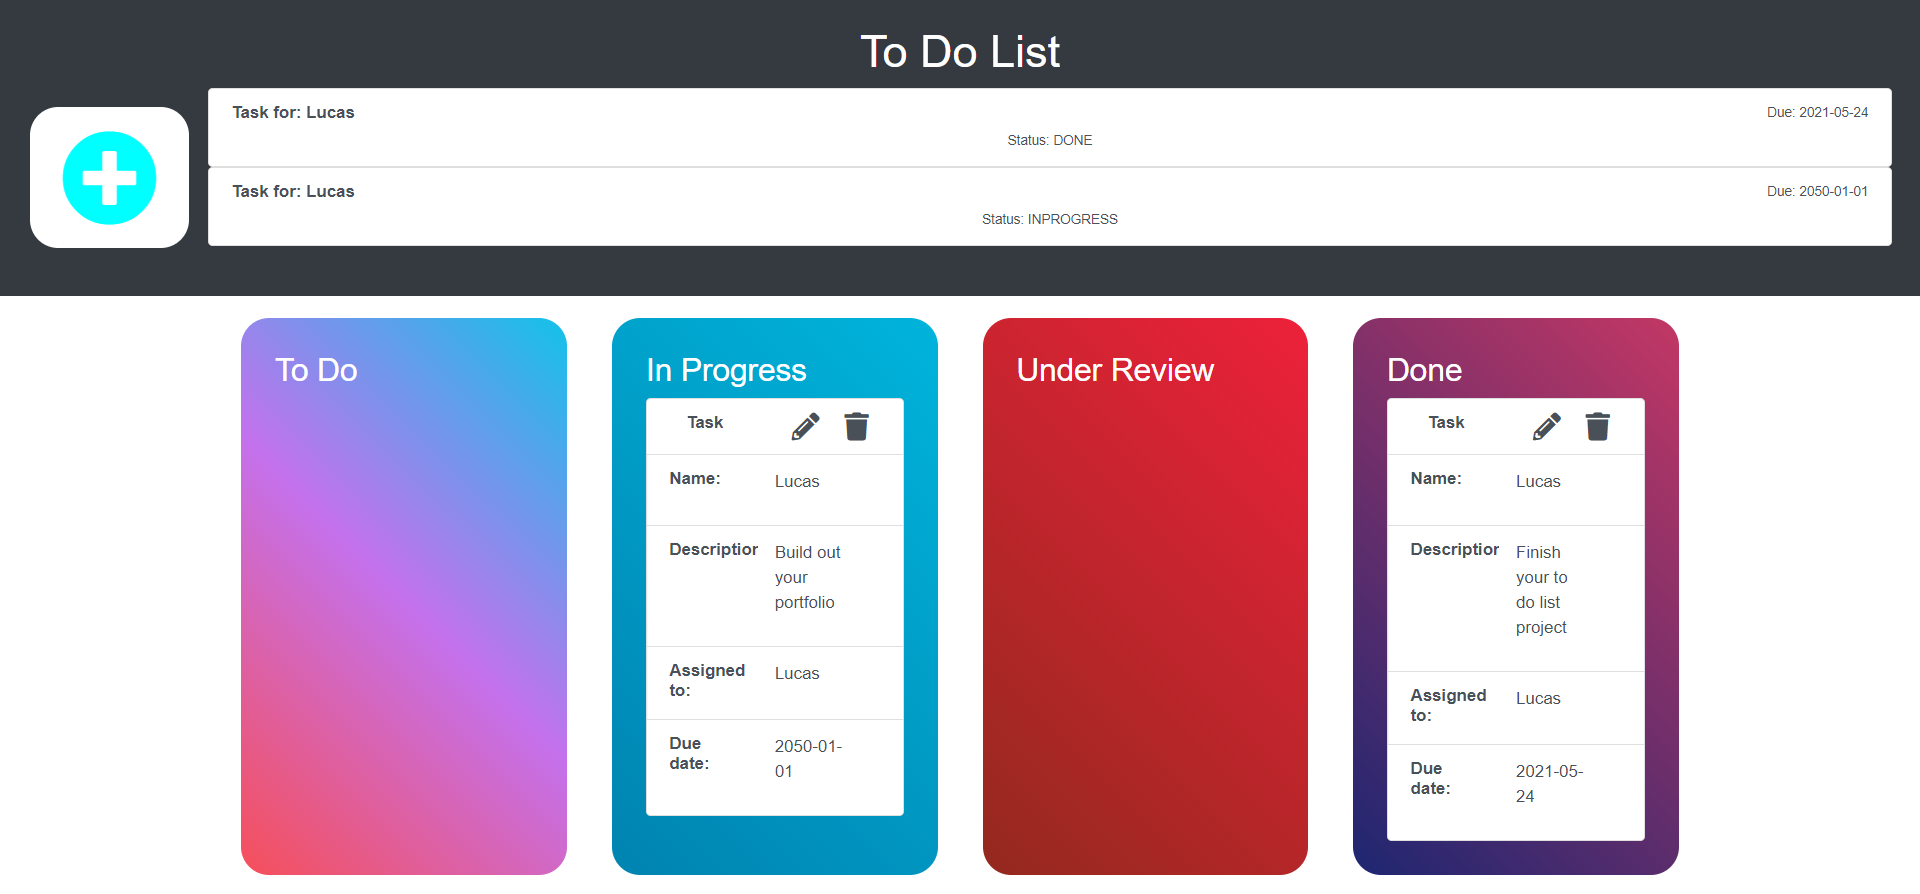 To Do List
Task for: Lucas
Due: 2021-05-24
Status: DONE
Task for: Lucas
Due: 2050-01-01
Status: INPROGRESS
To Do
In Progress
Task
Name:
Lucas
Description
Build out
your
portfolio
Assigned
to:
Lucas
Due
date:
2050-01-
01
Under Review
Done
Task
Name:
Lucas
Description
Finish
your to
do list
project
Assigned
to:
Lucas
Due
date:
2021-05-
24